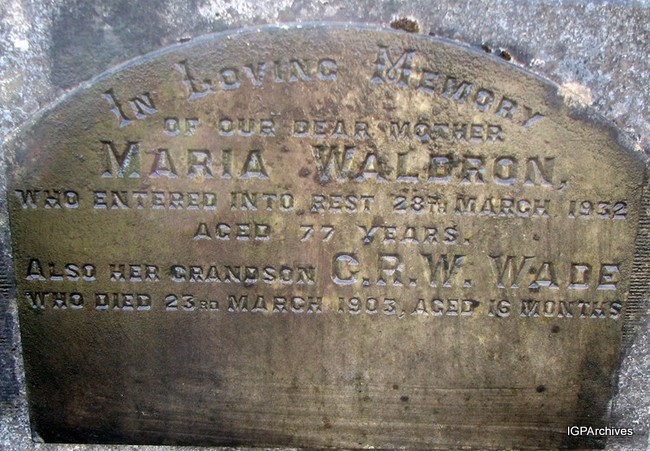 In Loving Memory
OF OUR DEAR MOTHER
MARIA WALDRON,
WHO ENTERED INTO REST 28TH MARCH 1932
AGED 77 YEARS.
ALSO HER GRANDSON G.R.W. WADE
WHO DIED 23RD MARCH 1903, AGED 16 MONTHS
IGPArchives